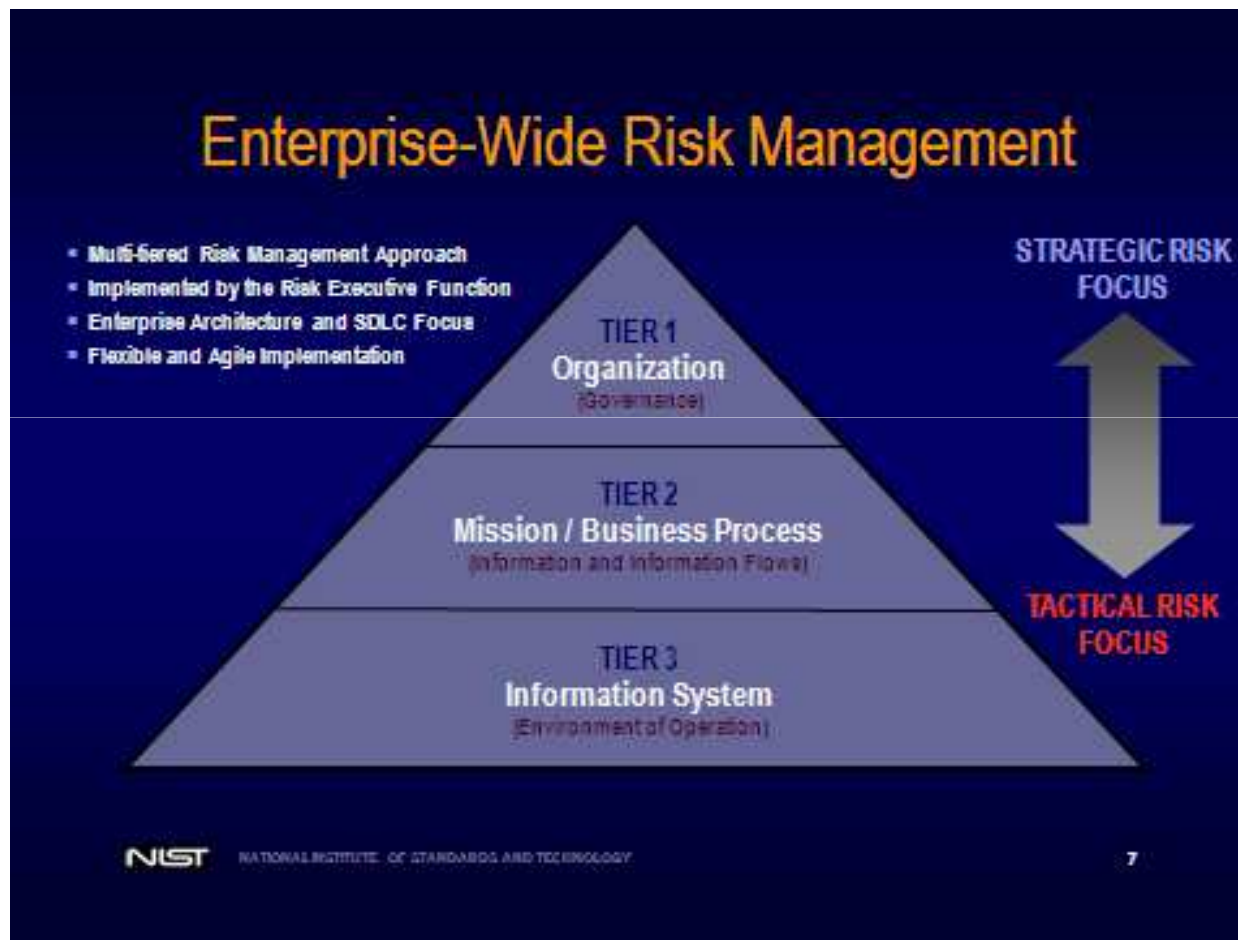 Enterprise-Wide Risk Management
▪ Multi-tiered Risk Management Approach
▪ Implemented by the Risk Executive Function
▪ Enterprise Architecture and SDLC Focus
▪ Flexible and Agile Implementation
STRATEGIC RISK
FOCUS
TIER 1
Organization
(Governance)
TIER 2
Mission / Business Process
(Information and Information Flows)
TACTICAL RISK
FOCUS
TIER 3
Information System
(Environment of Operation)
NIST NATIONAL INSTITUTE OF STANDARDS AND TECHNOLOGY 7